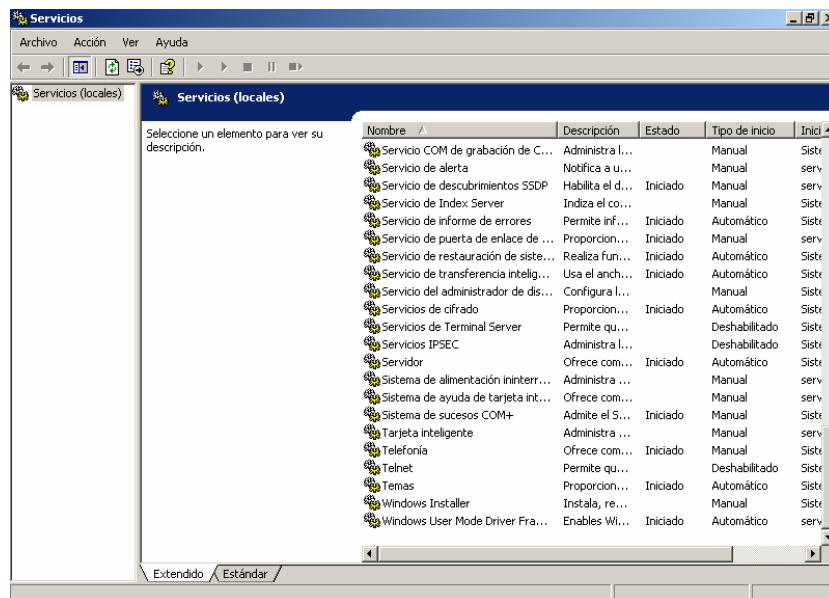 Servicios
Archivo Acción Ver Ayuda
Servicios (locales)
Servicios (locales)
Seleccione un elemento para ver su
descripción.
Nombre Descripción Estado Tipo de inicio Inici
Servicio COM de grabación de C... Administra l... Manual Siste
Servicio de alerta Notifica a u... Manual serv
Servicio de descubrimientos SSDP Habilita el d... Iniciado Manual serv
Servicio de Index Server Indiza el co... Manual Siste
Servicio de informe de errores Permite inf... Iniciado Automático Siste
Servicio de puerta de enlace de ... Proporcion... Iniciado Manual serv
Servicio de restauración de siste... Realiza fun... Iniciado Automático Siste
Servicio de transferencia intelig... Usa el anch... Iniciado Automático Siste
Servicio del administrador de dis... Configura l... Manual Siste
Servicios de cifrado Proporcion... Iniciado Automático Siste
Servicios de Terminal Server Permite qu... Deshabilitado Siste
Servicios IPSEC Administra l... Deshabilitado Siste
Servidor Ofrece com... Iniciado Automático Siste
Sistema de alimentación ininterr... Administra ... Manual serv
Sistema de ayuda de tarjeta int... Ofrece com... Manual serv
Sistema de sucesos COM+ Admite el S... Iniciado Manual Siste
Tarjeta inteligente Administra ... Manual serv
Telefonía Ofrece com... Iniciado Manual Siste
Telnet Permite qu... Deshabilitado Siste
Temas Proporcion... Iniciado Automático Siste
Windows Installer Instala, re... Manual Siste
Windows User Mode Driver Fra... Enables Wi... Iniciado Automático serv
Extendido Estándar